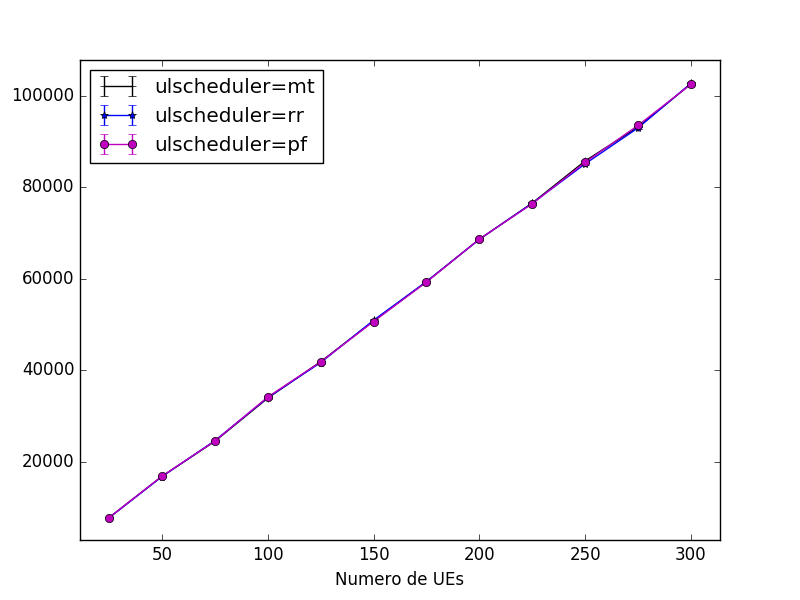 ulscheduler=mt
ulscheduler=rr
ulscheduler=pf
100000
80000
60000
40000
20000
50 100 150 200 250 300
Numero de UEs